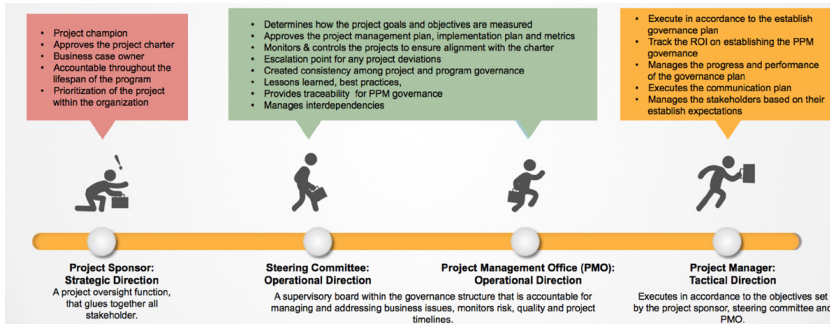 • Project champion
• Approves the project charter
• Business case owner
• Accountable throughout the
lifespan of the program
• Prioritization of the project
within the organization
• Determines how the project goals and objectives are measured
• Approves the project management plan, implementation plan and metrics
• Monitors & controls the projects to ensure alignment with the charter
• Escalation point for any project deviations
• Created consistency among project and program governance
• Lessons learned, best practices,
• Provides traceability for PPM governance
• Manages interdependencies
• Execute in accordance to the establish
governance plan
• Track the ROI on establishing the PPM
governance
• Manages the progress and performance
of the governance plan
• Executes the communication plan
• Manages the stakeholders based on their
establish expectations
!
Project Sponsor:
Strategic Direction
A project oversight function,
that glues together all
stakeholder.
Steering Committee:
Operational Direction
Project Management Office (PMO):
Operational Direction
A supervisory board within the governance structure that is accountable for
managing and addressing business issues, monitors risk, quality and project
timelines.
Project Manager:
Tactical Direction
Executes in accordance to the objectives set
by the project sponsor, steering committee and
PMO.